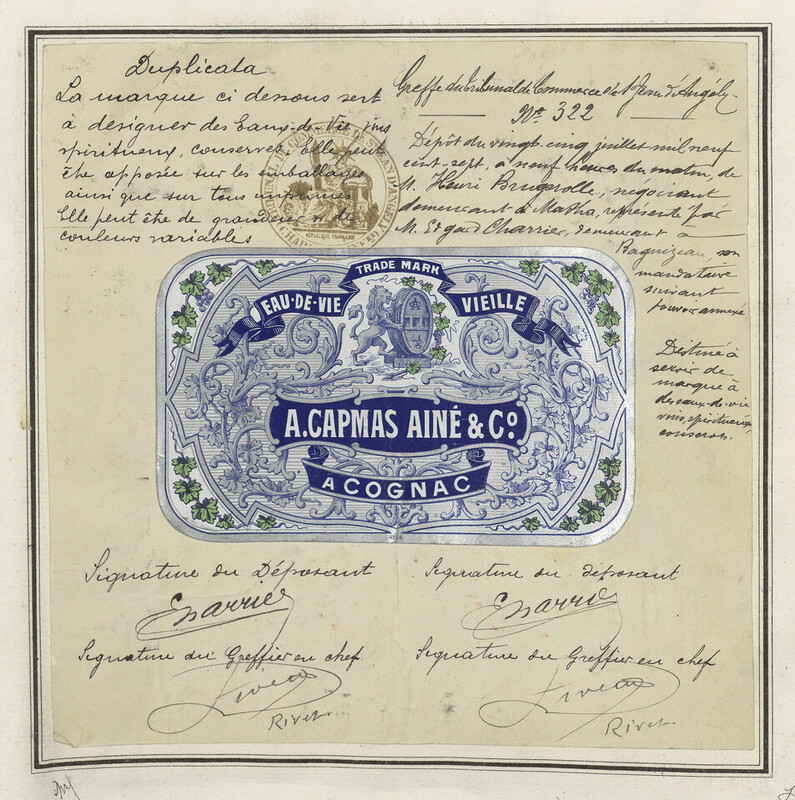 Duplicata
La marque ci dessous sert
à designer des Eaux-de-Vie, vins
spiritueux, conserves. Elle peut
être apposée sur les emballages
ainsi que sur tous imprimés
Elle peut être de grandeur et de
couleurs variables
Greffe du Tribunal de Commerce de St Jean d'Angély
No 322
Dépôt du vingt-cinq juillet mil neuf
cent-sept, à neuf heures du matin, de
M. Henri Brugerolle, négociant,
demeurant à Matha, représenté par
M. Edgard Charrier, demeurant à
Bagnizeau, son
mandataire
suivant
pouvoir annexé
Destiné à
servir de
marque à
des eaux-de-vie
vins, spiritueux,
conserves.
RÉPUBLIQUE FRANÇAISE
TRADE MARK
EAU-DE-VIE VIEILLE
A. CAPMAS AINÉ & Co.
A COGNAC
Signature du Déposant
Charrier
Signature du Greffier en chef
Rivet
Signature du déposant
Charrier
Signature du Greffier en chef
Rivet